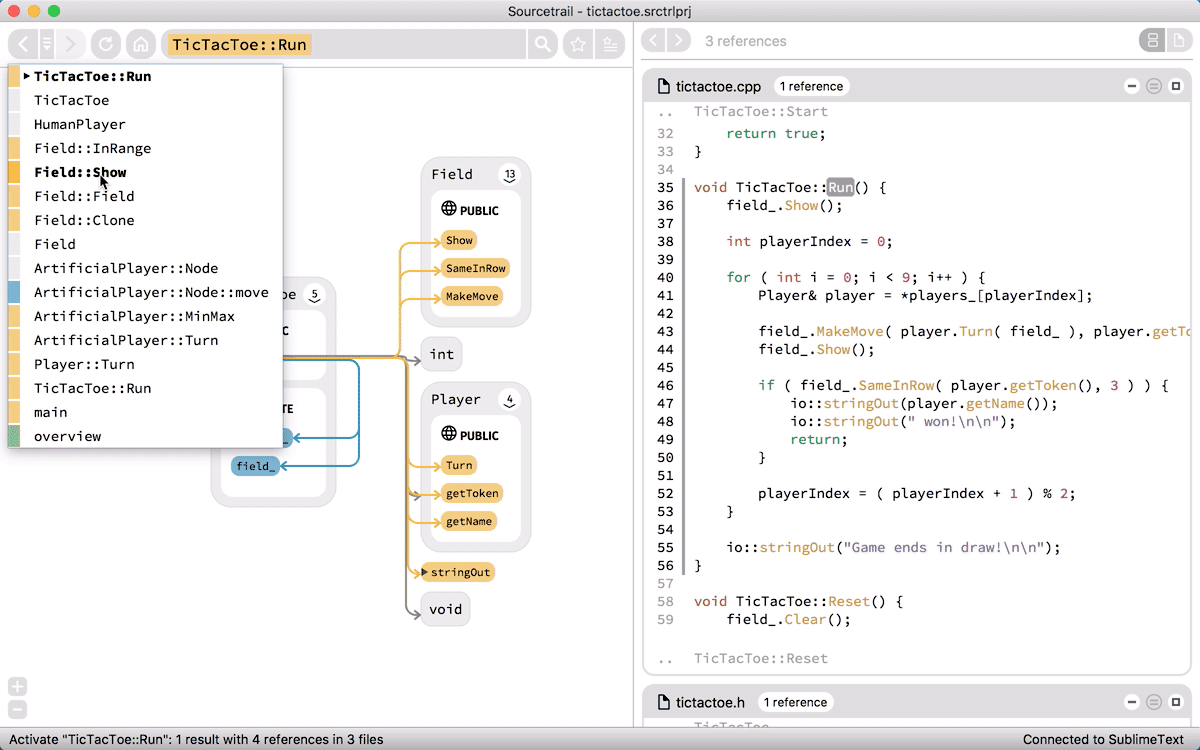 Sourcetrail - tictactoe.srctrlprj
TicTacToe::Run
3 references
TicTacToe::Run
TicTacToe
HumanPlayer
Field::InRange
Field::Show
Field::Field
Field::Clone
Field
ArtificialPlayer::Node
ArtificialPlayer::Node::move
ArtificialPlayer::MinMax
ArtificialPlayer::Turn
Player::Turn
TicTacToe::Run
main
overview
oe 5
C
TE
field_
Field 13
PUBLIC
Show
SameInRow
MakeMove
int
Player 4
PUBLIC
Turn
getToken
getName
stringOut
void
tictactoe.cpp 1 reference
.. TicTacToe::Start
32 return true;
33 }
34
35 void TicTacToe::Run() {
36 field_.Show();
37
38 int playerIndex = 0;
39
40 for ( int i = 0; i < 9; i++ ) {
41 Player& player = *players_[playerIndex];
42
43 field_.MakeMove( player.Turn( field_ ), player.getTo
44 field_.Show();
45
46 if ( field_.SameInRow( player.getToken(), 3 ) ) {
47 io::stringOut(player.getName());
48 io::stringOut(" won!\n\n");
49 return;
50 }
51
52 playerIndex = ( playerIndex + 1 ) % 2;
53 }
54
55 io::stringOut("Game ends in draw!\n\n");
56 }
57
58 void TicTacToe::Reset() {
59 field_.Clear();
.. TicTacToe::Reset
tictactoe.h 1 reference
.. TicTacToe
Activate "TicTacToe::Run": 1 result with 4 references in 3 files
Connected to SublimeText